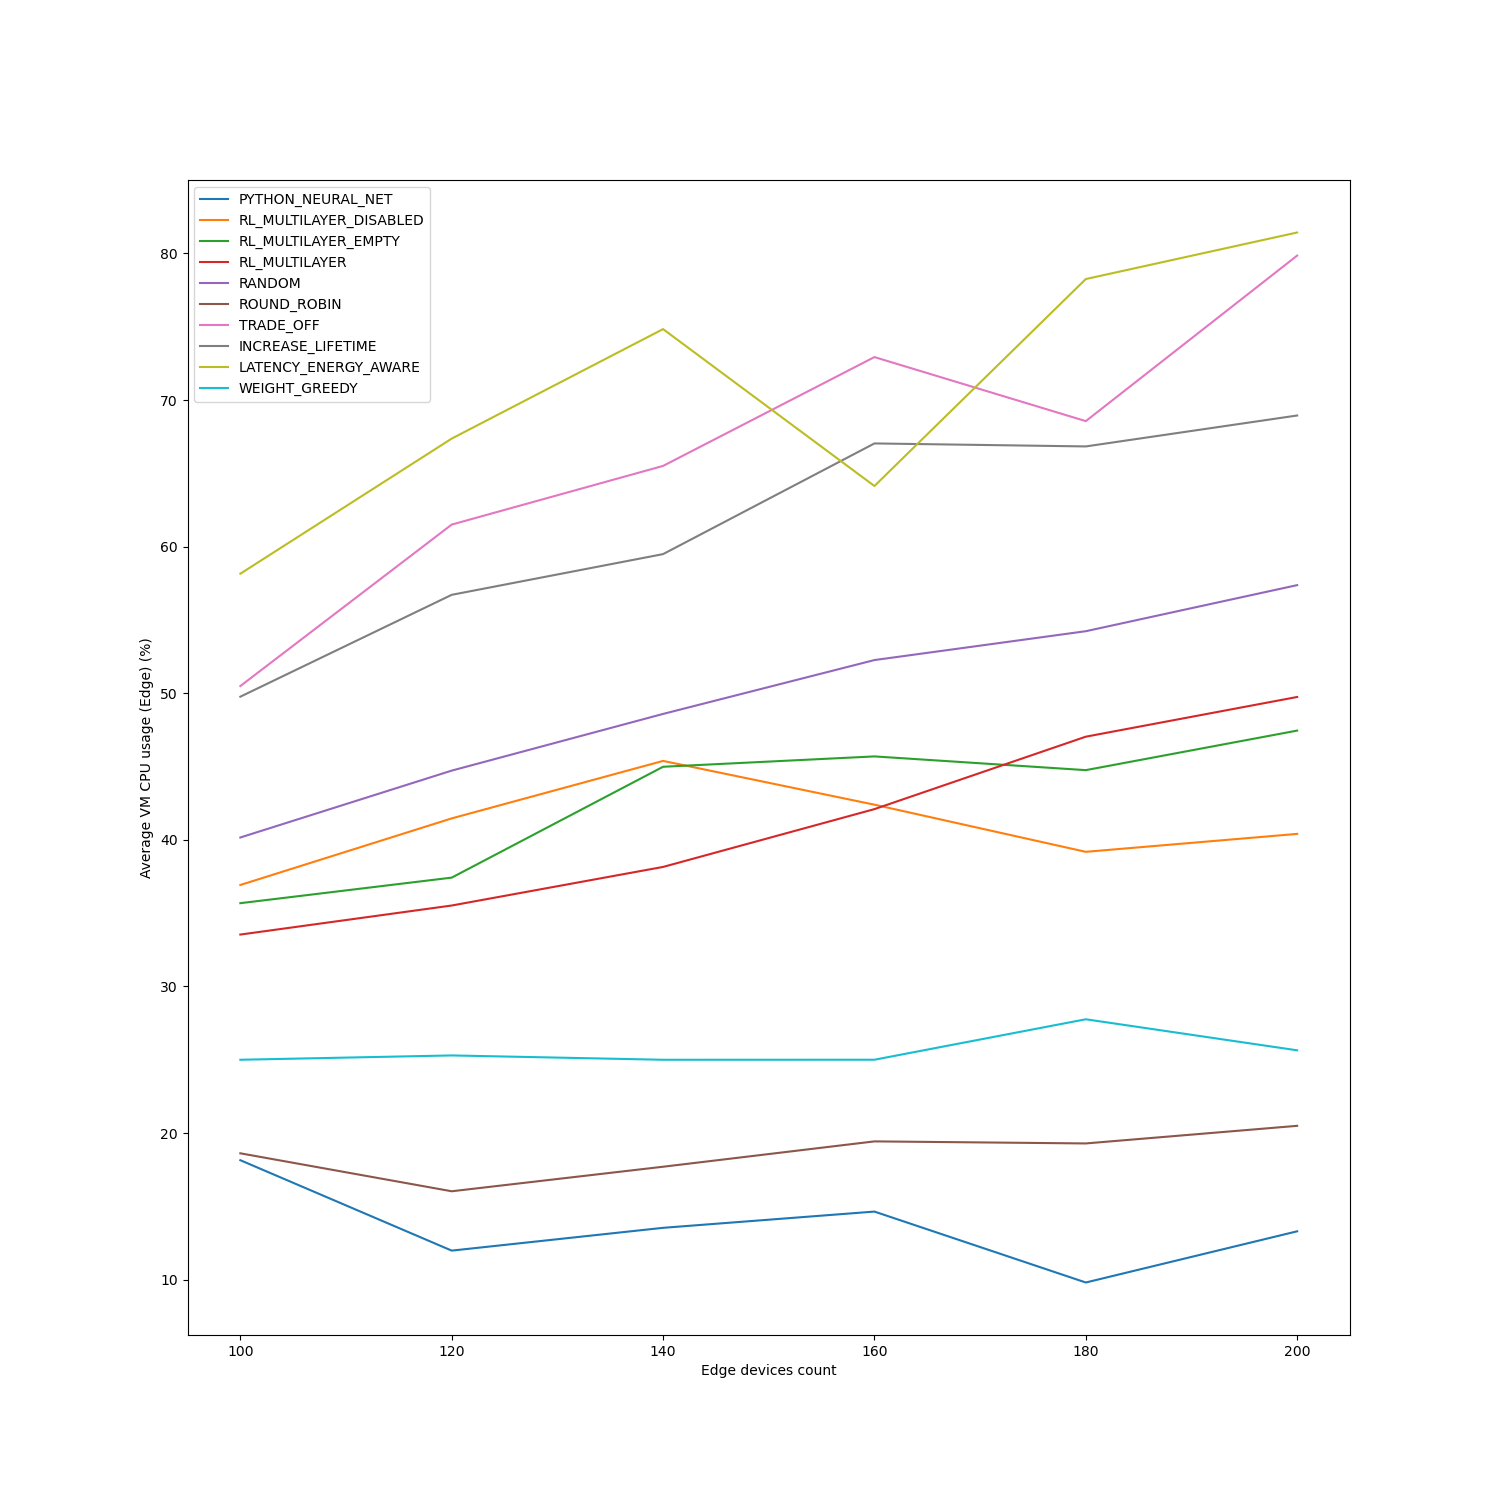 PYTHON_NEURAL_NET
RL_MULTILAYER_DISABLED
RL_MULTILAYER_EMPTY
RL_MULTILAYER
RANDOM
ROUND_ROBIN
TRADE_OFF
INCREASE_LIFETIME
LATENCY_ENERGY_AWARE
WEIGHT_GREEDY
Average VM CPU usage (Edge) (%)
80
70
60
50
40
30
20
10
100 120 140 160 180 200
Edge devices count